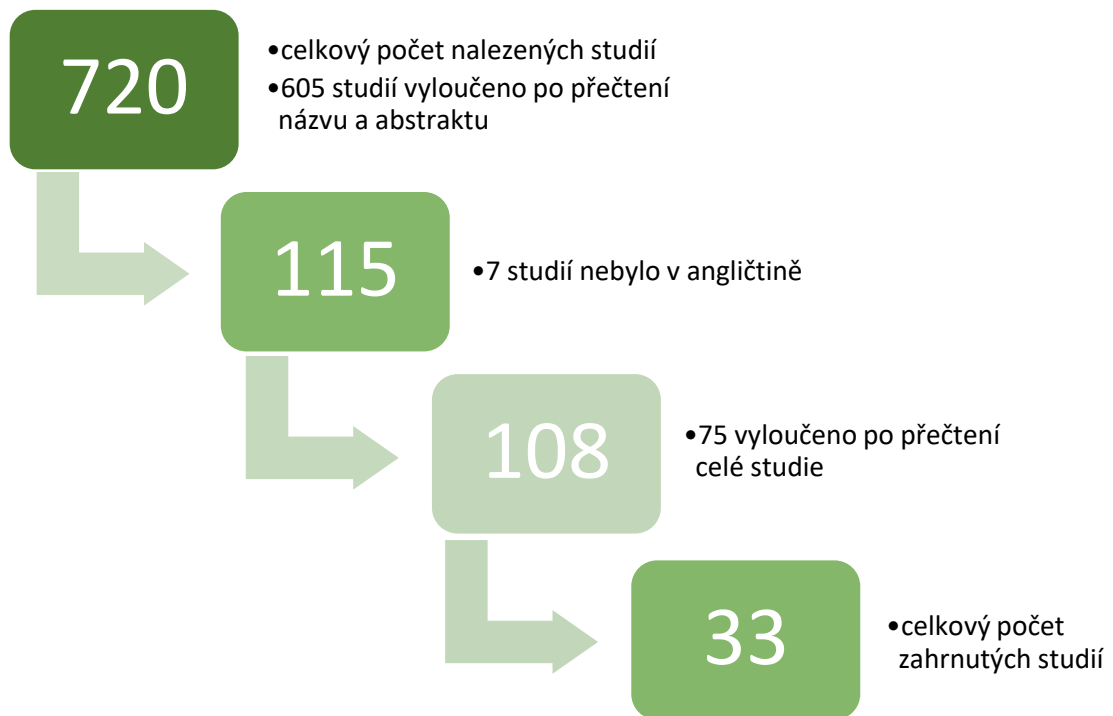 720
•celkový počet nalezených studií
•605 studií vyloučeno po přečtení
názvu a abstraktu
115
•7 studií nebylo v angličtině
108
•75 vyloučeno po přečtení
celé studie
33
•celkový počet
zahrnutých studií